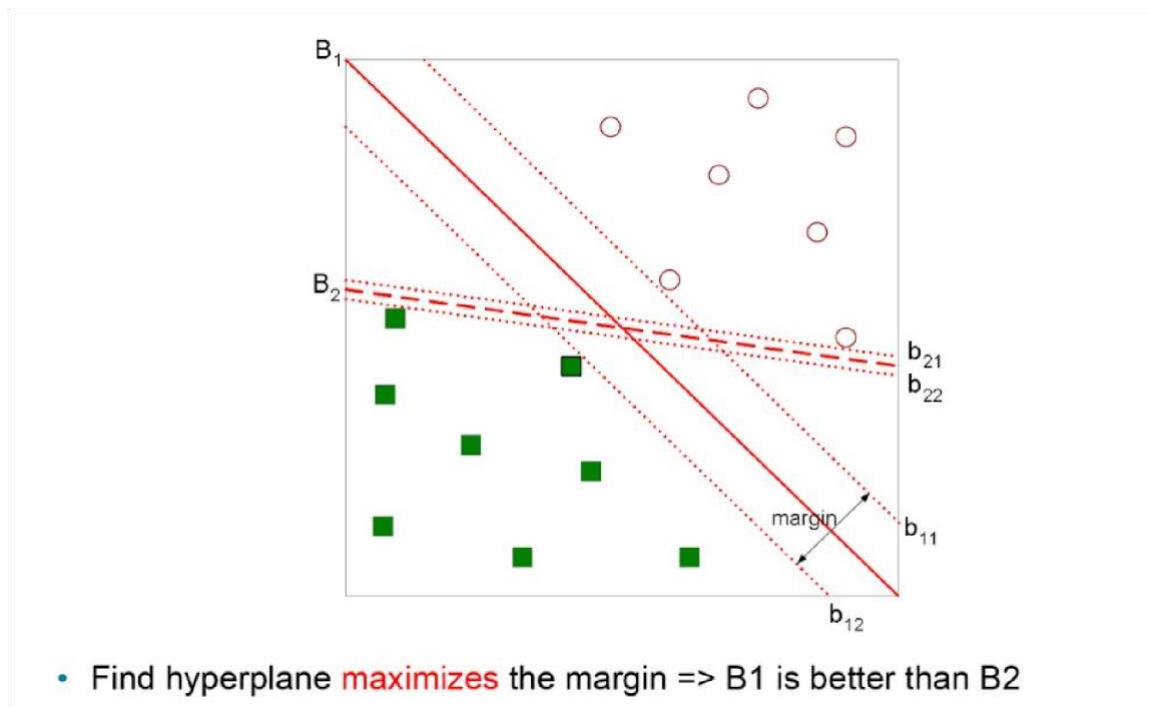 B₁
B₂
b₂₁
b₂₂
margin
b₁₁
b₁₂
• Find hyperplane maximizes the margin => B1 is better than B2